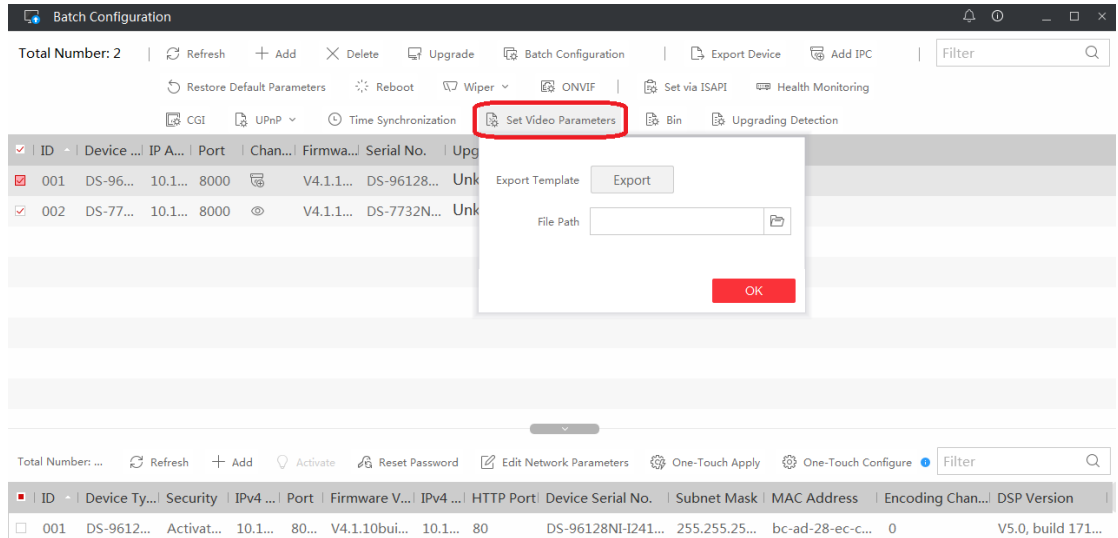 Batch Configuration
Total Number: 2 | Refresh Add Delete Upgrade Batch Configuration | Export Device Add IPC | Filter
Restore Default Parameters Reboot Wiper ONVIF | Set via ISAPI Health Monitoring
CGI UPnP Time Synchronization Set Video Parameters Bin Upgrading Detection
ID Device ... IP A... Port Chan... Firmwa... Serial No. Upg
001 DS-96... 10.1... 8000 V4.1.1... DS-96128... Unk
Export Template Export
002 DS-77... 10.1... 8000 V4.1.1... DS-7732N... Unk
File Path
OK
Total Number: ... Refresh Add Activate Reset Password Edit Network Parameters One-Touch Apply One-Touch Configure Filter
ID Device Ty... Security IPv4 ... Port Firmware V... IPv4 ... HTTP Port Device Serial No. Subnet Mask MAC Address Encoding Chan... DSP Version
001 DS-9612... Activat... 10.1... 80... V4.1.10bui... 10.1... 80 DS-96128NI-I241... 255.255.25... bc-ad-28-ec-c... 0 V5.0, build 171...